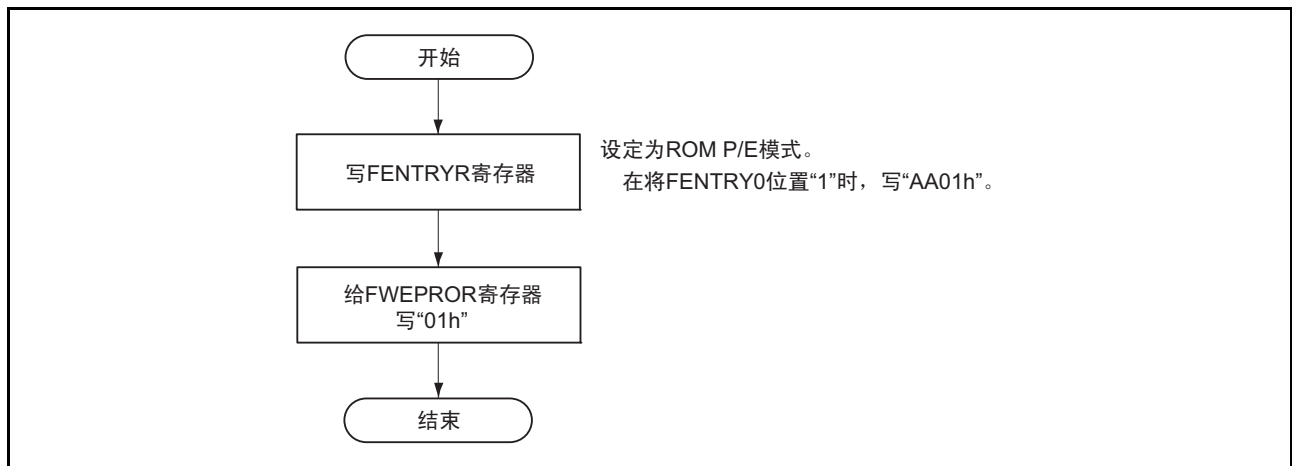 开始
写FENTRYR寄存器
设定为ROM P/E模式。
在将FENTRY0位置“1”时，写“AA01h”。
给FWEPROR寄存器
写“01h”
结束